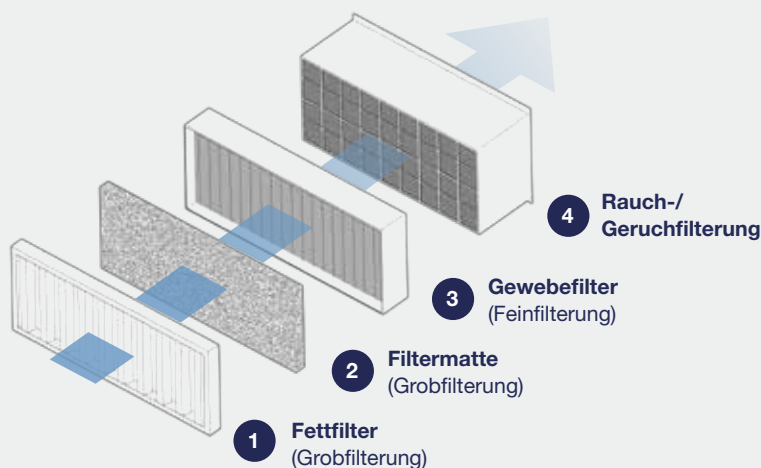 4
Rauch-/
Geruchfilterung
3
Gewebefilter
(Feinfilterung)
2
Filtermatte
(Grobfilterung)
1
Fettfilter
(Grobfilterung)